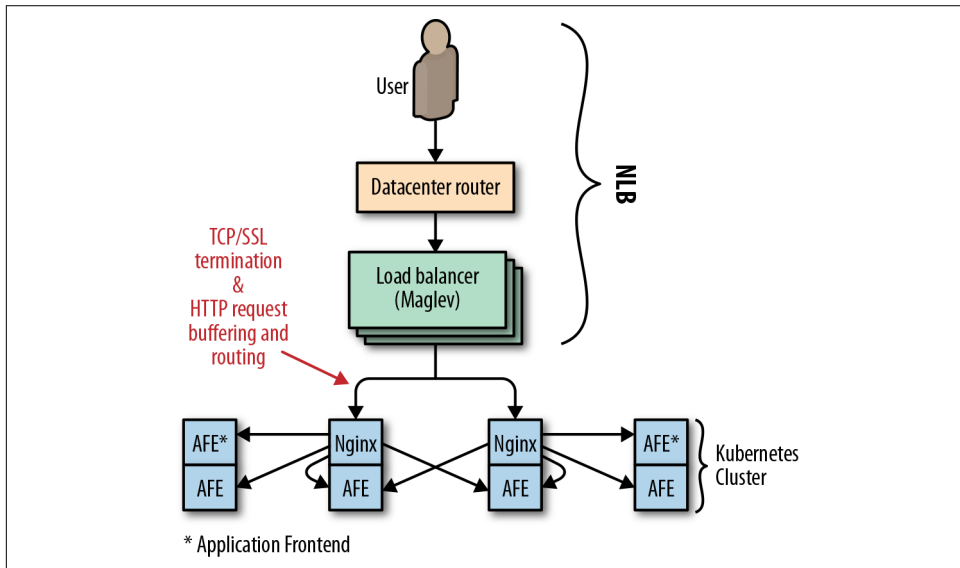 User
Datacenter router
NLB
TCP/SSL
termination
&
HTTP request
buffering and
routing
Load balancer
(Maglev)
AFE*
Nginx
Nginx
AFE*
AFE
AFE
AFE
AFE
Kubernetes
Cluster
* Application Frontend